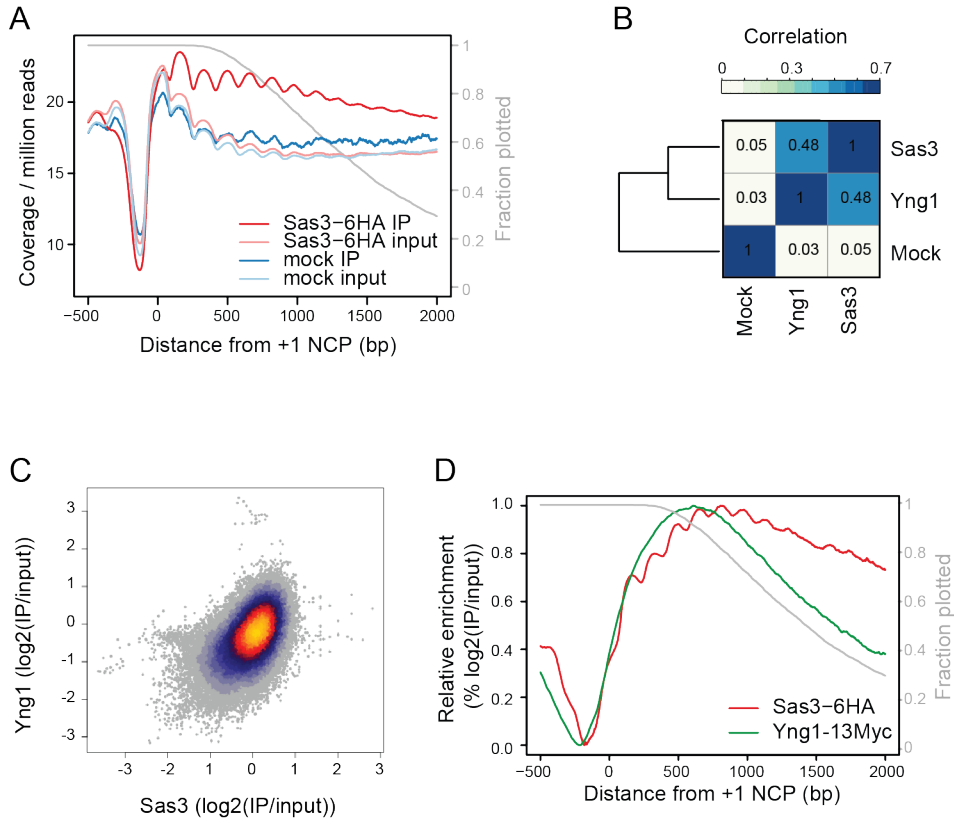 A
Coverage / million reads
20
15
10
Sas3−6HA IP
Sas3−6HA input
mock IP
mock input
1
0.8
0.6
0.4
0.2
0
Fraction plotted
−500
0
500
1000
1500
2000
Distance from +1 NCP (bp)
B
Correlation
0
0.3
0.7
0.05
0.48
1
Sas3
0.03
1
0.48
Yng1
1
0.03
0.05
Mock
Mock
Yng1
Sas3
C
Yng1 (log2(IP/input))
3
2
1
0
-1
-2
-3
-3
-2
1
0
1
2
3
Sas3 (log2(IP/input))
D
Relative enrichment
(% log2(IP/input))
1.0
0.8
0.6
0.4
0.2
0.0
Sas3−6HA
Yng1-13Myc
1
0.8
0.6
0.4
0.2
0
Fraction plotted
−500
0
500
1000
1500
2000
Distance from +1 NCP (bp)